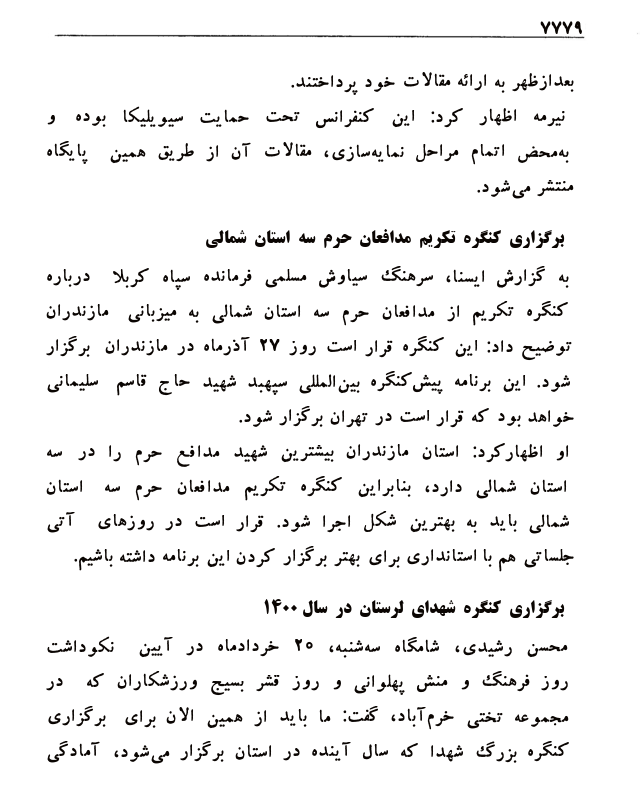 ۷۷۷۹
بعدازظهر به ارائه مقالات خود پرداختند.
نیرمه اظهار کرد: این کنفرانس تحت حمایت سیویلیکا بوده و
به‌محض اتمام مراحل نمایه‌سازی، مقالات آن از طریق همین پایگاه
منتشر می‌شود.
برگزاری کنگره تکریم مدافعان حرم سه استان شمالی
به گزارش ایسنا، سرهنگ سیاوش مسلمی فرمانده سپاه کربلا درباره
کنگره تکریم از مدافعان حرم سه استان شمالی به میزبانی مازندران
توضیح داد: این کنگره قرار است روز ۲۷ آذرماه در مازندران برگزار
شود. این برنامه پیش‌کنگره بین‌المللی سپهبد شهید حاج قاسم سلیمانی
خواهد بود که قرار است در تهران برگزار شود.
او اظهارکرد: استان مازندران بیشترین شهید مدافع حرم را در سه
استان شمالی دارد، بنابراین کنگره تکریم مدافعان حرم سه استان
شمالی باید به بهترین شکل اجرا شود. قرار است در روزهای آتی
جلساتی هم با استانداری برای بهتر برگزار کردن این برنامه داشته باشیم.
برگزاری کنگره شهدای لرستان در سال ۱۴۰۰
محسن رشیدی، شامگاه سه‌شنبه، ۲۵ خردادماه در آیین نکوداشت
روز فرهنگ و منش پهلوانی و روز قشر بسیج ورزشکاران که در
مجموعه تختی خرم‌آباد، گفت: ما باید از همین الان برای برگزاری
کنگره بزرگ شهدا که سال آینده در استان برگزار می‌شود، آمادگی